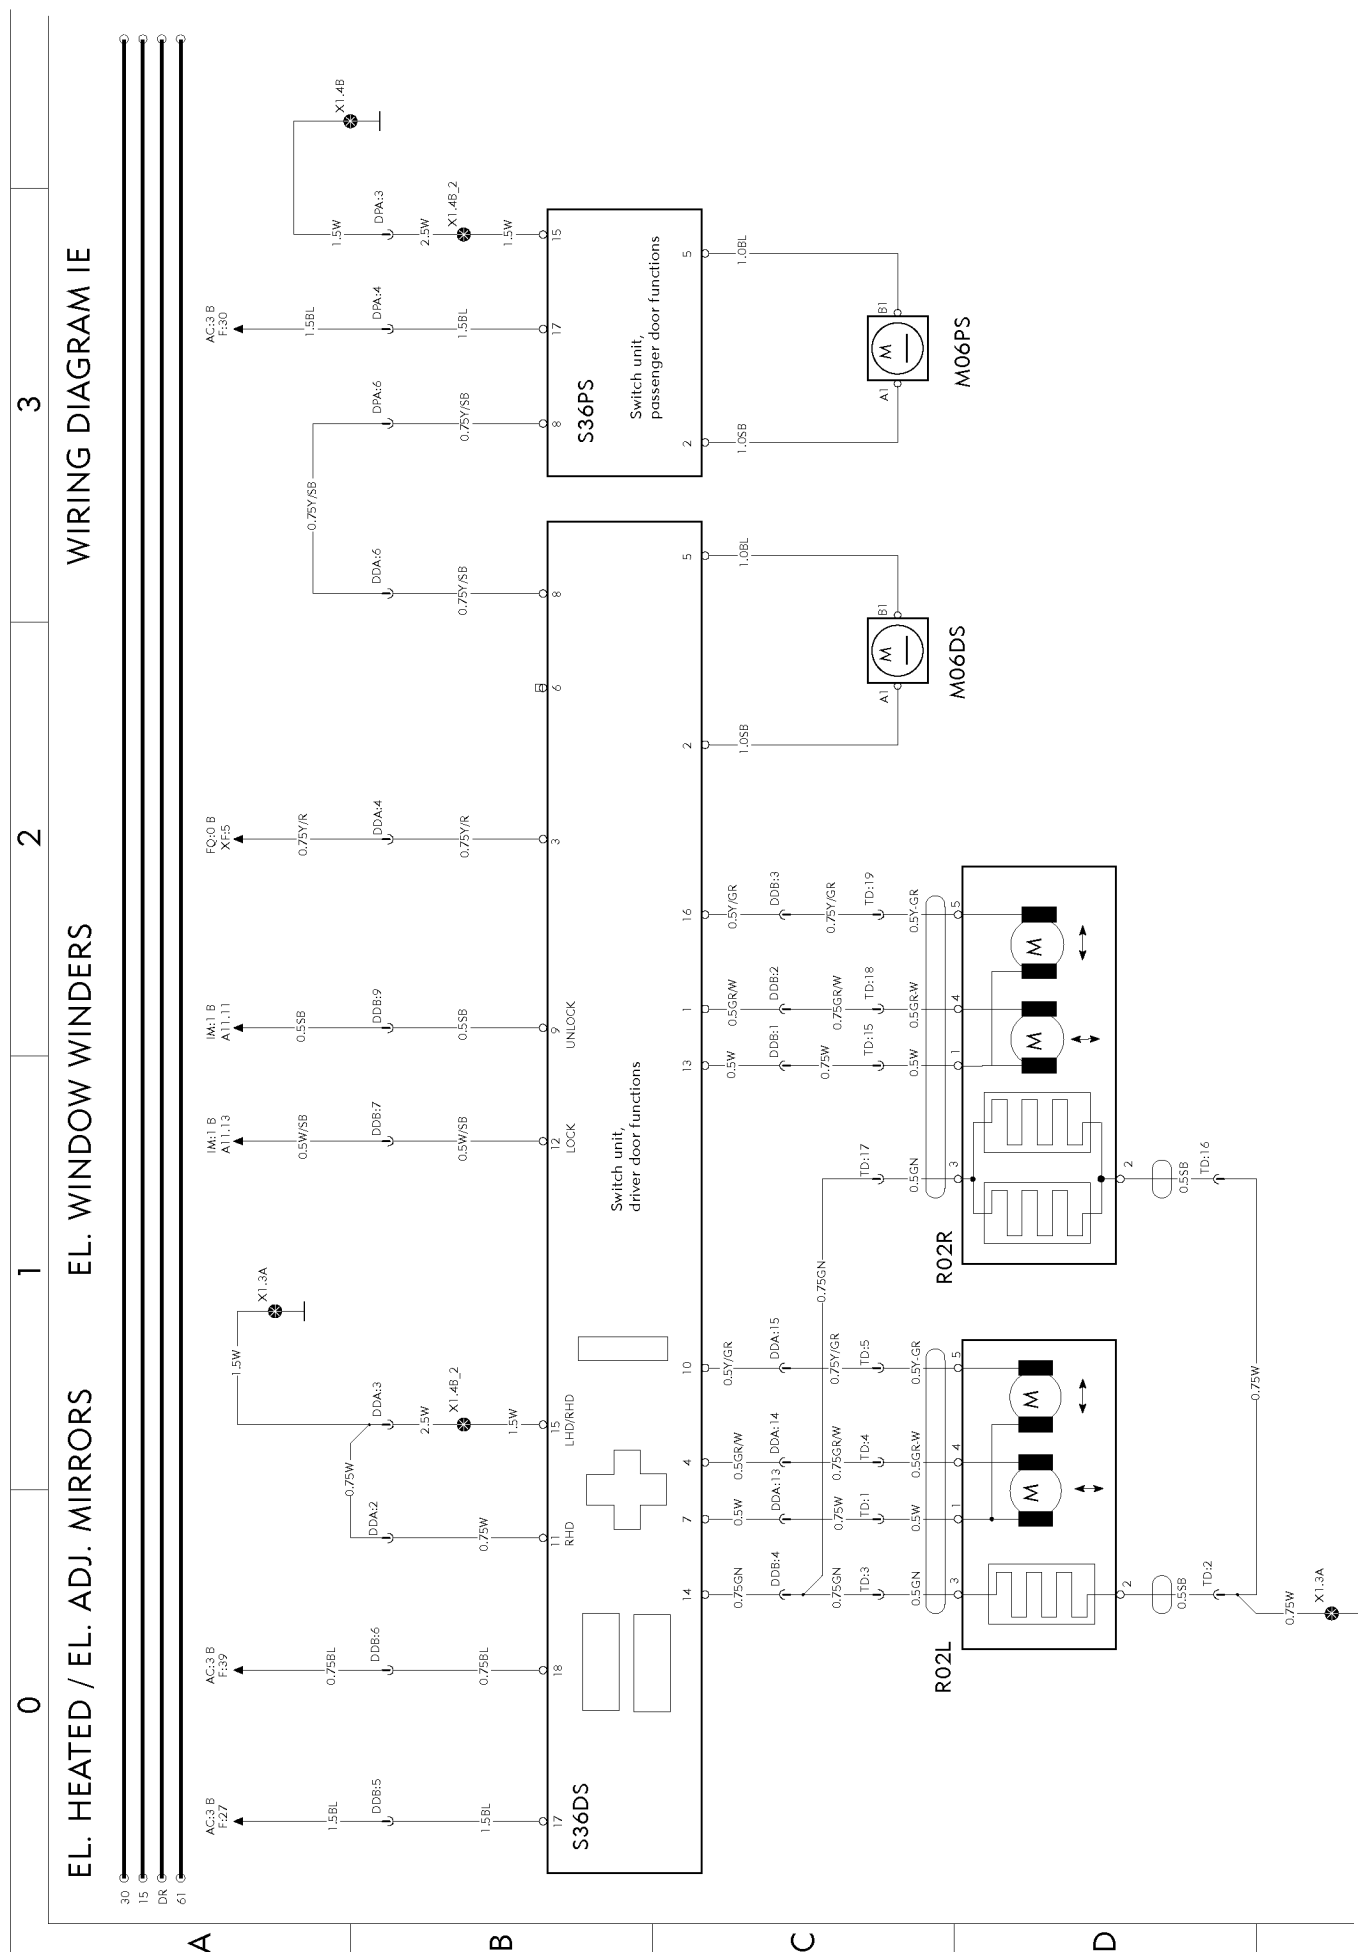 0
1
2
3
EL. HEATED / EL. ADJ. MIRRORS
EL. WINDOW WINDERS
WIRING DIAGRAM IE
30
15
DR
61
A
B
C
D
AC:3 B
F:27
AC:3 B
F:39
IM:1 B
A11.13
IM:1 B
A11.11
FQ:0 B
XF:5
AC:3 B
F:30
X1.3A
X1.4B
1.5BL
0.75BL
0.75W
1.5W
0.5W/SB
0.5SB
0.75Y/R
0.75Y/SB
1.5BL
1.5W
DDB:5
DDB:6
DDA:2
DDA:3
DDB:7
DDB:9
DDA:4
DDA:6
DPA:6
DPA:4
DPA:3
1.5BL
0.75BL
0.75W
2.5W
X1.4B_2
1.5W
0.5W/SB
0.5SB
0.75Y/R
0.75Y/SB
0.75Y/SB
1.5BL
2.5W
X1.4B_2
1.5W
17
18
11
RHD
15
LHD/RHD
12
LOCK
9
UNLOCK
3
6
8
8
17
15
S36DS
Switch unit,
driver door functions
S36PS
Switch unit,
passenger door functions
14
7
4
10
13
1
16
2
5
2
5
0.75GN
0.5W
0.5GR/W
0.5Y/GR
0.5W
0.5GR/W
0.5Y/GR
1.0SB
1.0BL
1.0SB
1.0BL
DDB:4
DDA:13
DDA:14
DDA:15
DDB:1
DDB:2
DDB:3
0.75GN
0.75W
0.75GR/W
0.75Y/GR
0.75GN
0.75W
0.75GR/W
0.75Y/GR
TD:3
TD:1
TD:4
TD:5
TD:17
TD:15
TD:18
TD:19
0.5GN
0.5W
0.5GR-W
0.5Y-GR
0.5GN
0.5W
0.5GR-W
0.5Y-GR
A1
M
B1
M06DS
A1
M
B1
M06PS
R02L
3
1
4
5
M
M
2
R02R
3
1
4
5
M
M
2
0.5SB
TD:2
0.5SB
TD:16
0.75W
0.75W
X1.3A